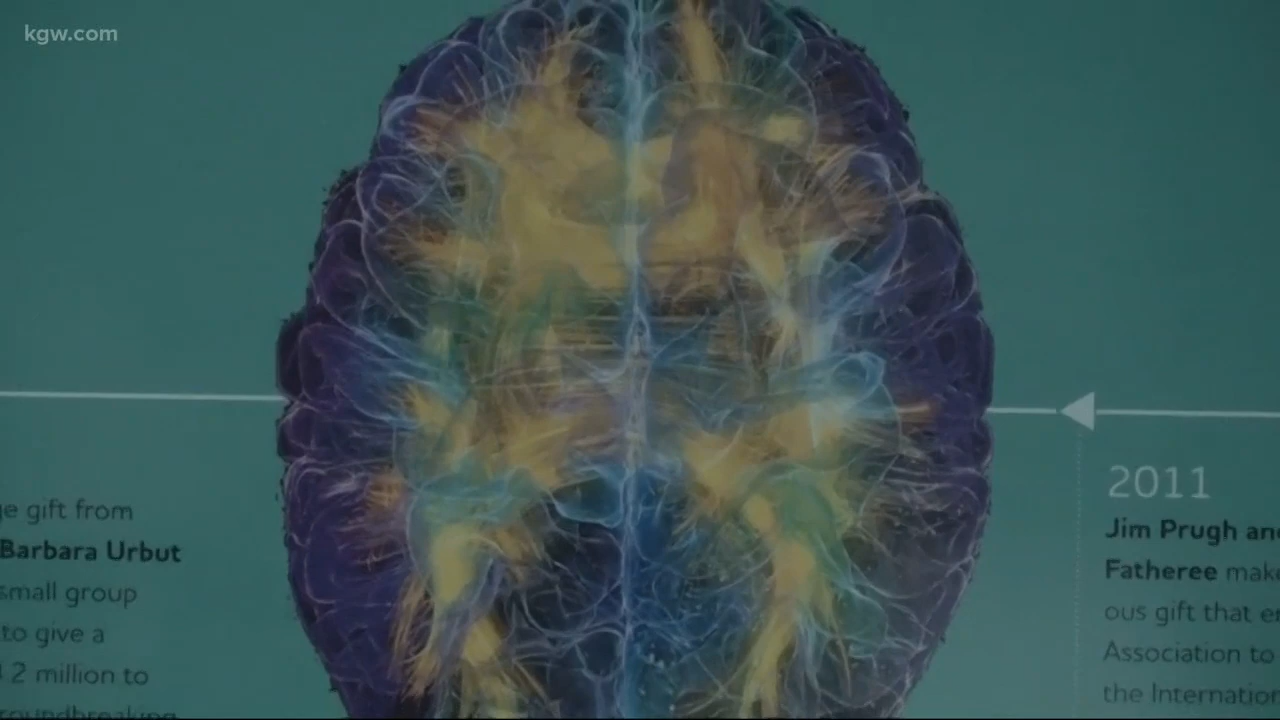 kgw.com
ge gift from
Barbara Urbut
small group
to give a
2 million to
roundbreaking
2011
Jim Prugh and
Fatheree make
ous gift that e
Association to
the Internation